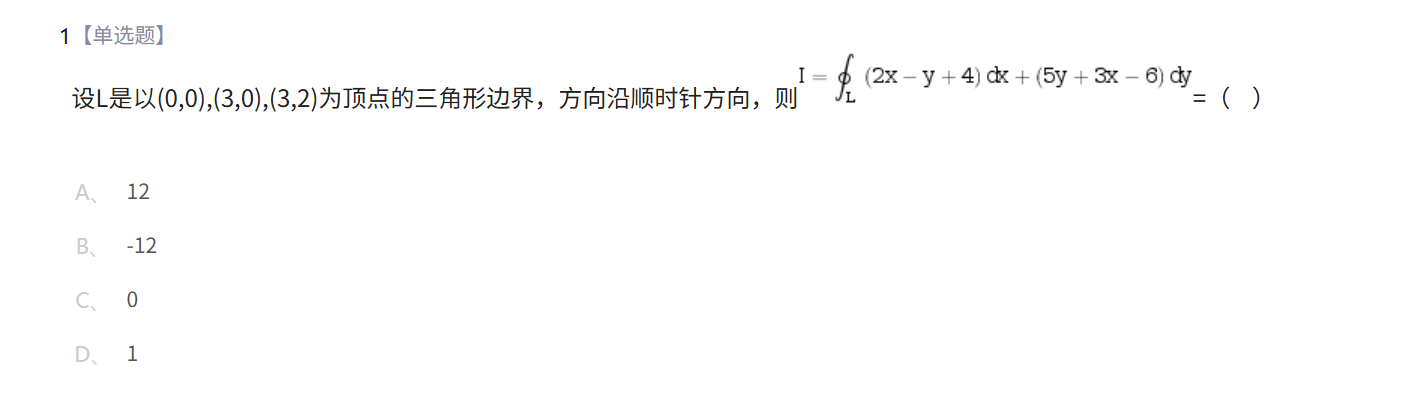 1【单选题】
设L是以(0,0),(3,0),(3,2)为顶点的三角形边界，方向沿顺时针方向，则I = ∮_L (2x − y + 4) dx + (5y + 3x − 6) dy =（ ）
A、 12
B、 -12
C、 0
D、 1